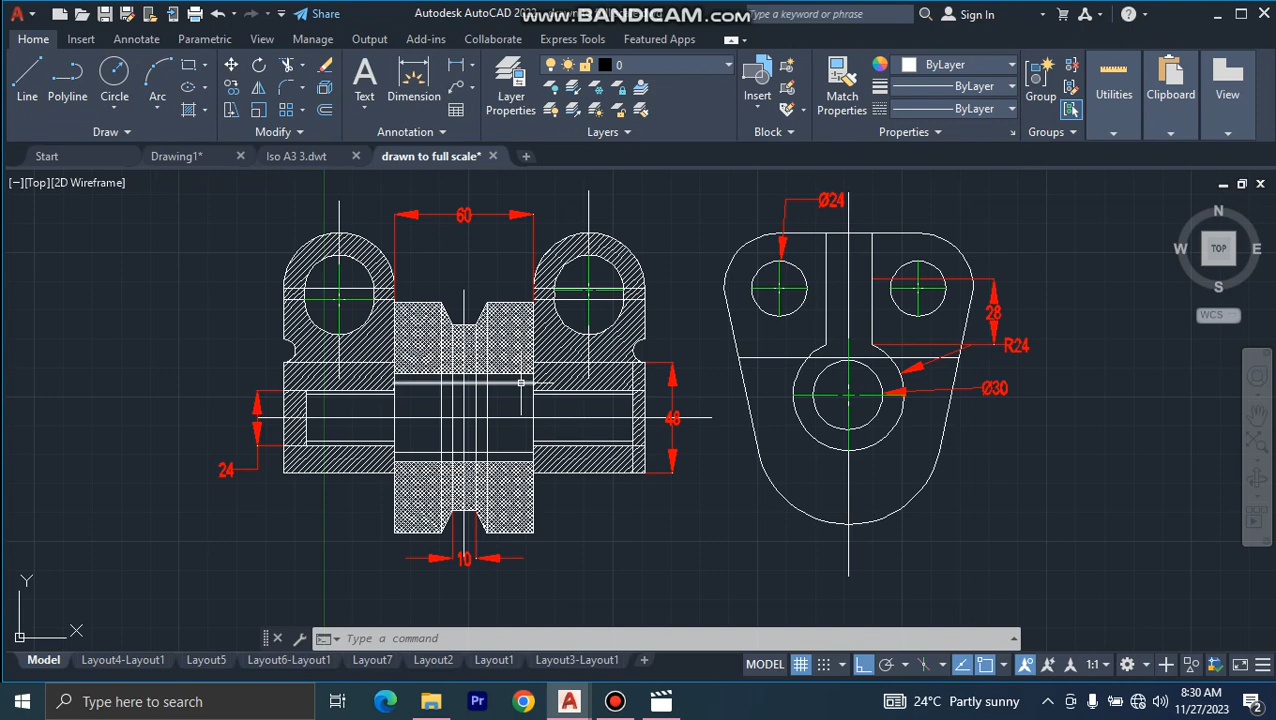 Share
Autodesk AutoCAD 2022
www.BANDICAM.com
Type a keyword or phrase
Sign In
Home
Insert
Annotate
Parametric
View
Manage
Output
Add-ins
Collaborate
Express Tools
Featured Apps
Line
Polyline
Circle
Arc
Text
Dimension
Layer
Properties
0
Insert
Match
Properties
ByLayer
ByLayer
ByLayer
Group
Utilities
Clipboard
View
Draw
Modify
Annotation
Layers
Block
Properties
Groups
Start
Drawing1*
Iso A3 3.dwt
drawn to full scale*
[−][Top][2D Wireframe]
60
Ø24
28
R24
Ø30
48
24
10
N
W
TOP
E
S
WCS
Y
X
Type a command
Model
Layout4-Layout1
Layout5
Layout6-Layout1
Layout7
Layout2
Layout1
Layout3-Layout1
MODEL
1:1
Type here to search
Pr
24°C Partly sunny
8:30 AM
11/27/2023
2